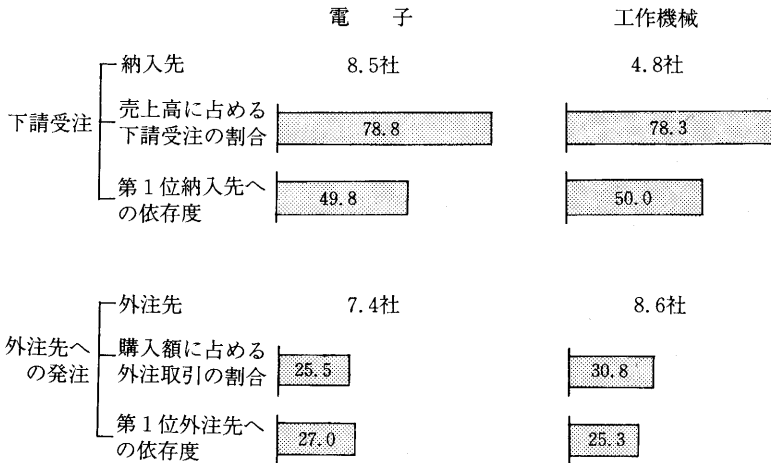 電子 工作機械
下請受注
納入先 8.5社 4.8社
売上高に占める
下請受注の割合 78.8 78.3
第1位納入先へ
の依存度 49.8 50.0
外注先へ
の発注
外注先 7.4社 8.6社
購入額に占める
外注取引の割合 25.5 30.8
第1位外注先へ
の依存度 27.0 25.3